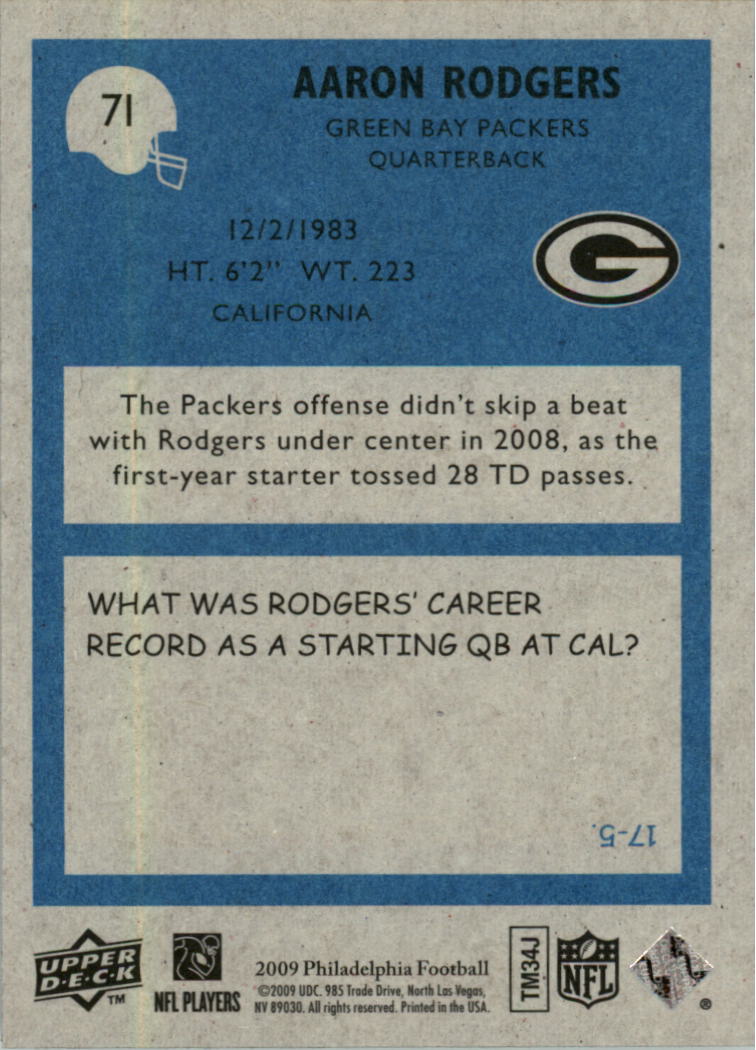 71
AARON RODGERS
GREEN BAY PACKERS
QUARTERBACK
12/2/1983
HT. 6'2" WT. 223
CALIFORNIA
G
The Packers offense didn't skip a beat
with Rodgers under center in 2008, as the
first-year starter tossed 28 TD passes.
WHAT WAS RODGERS' CAREER
RECORD AS A STARTING QB AT CAL?
17-5.
UPPER
D·E·C·K
TM
NFL PLAYERS
2009 Philadelphia Football
©2009 UDC. 985 Trade Drive, North Las Vegas,
NV 89030. All rights reserved. Printed in the USA.
TM34J
NFL
®